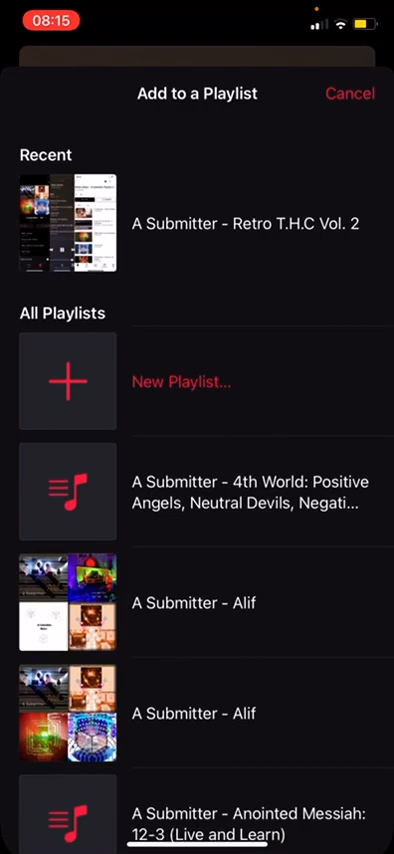 08:15
Add to a Playlist
Cancel
Recent
A Submitter - Retro T.H.C Vol. 2
All Playlists
New Playlist...
A Submitter - 4th World: Positive
Angels, Neutral Devils, Negati...
A Submitter - Alif
A Submitter - Alif
A Submitter - Anointed Messiah:
12-3 (Live and Learn)